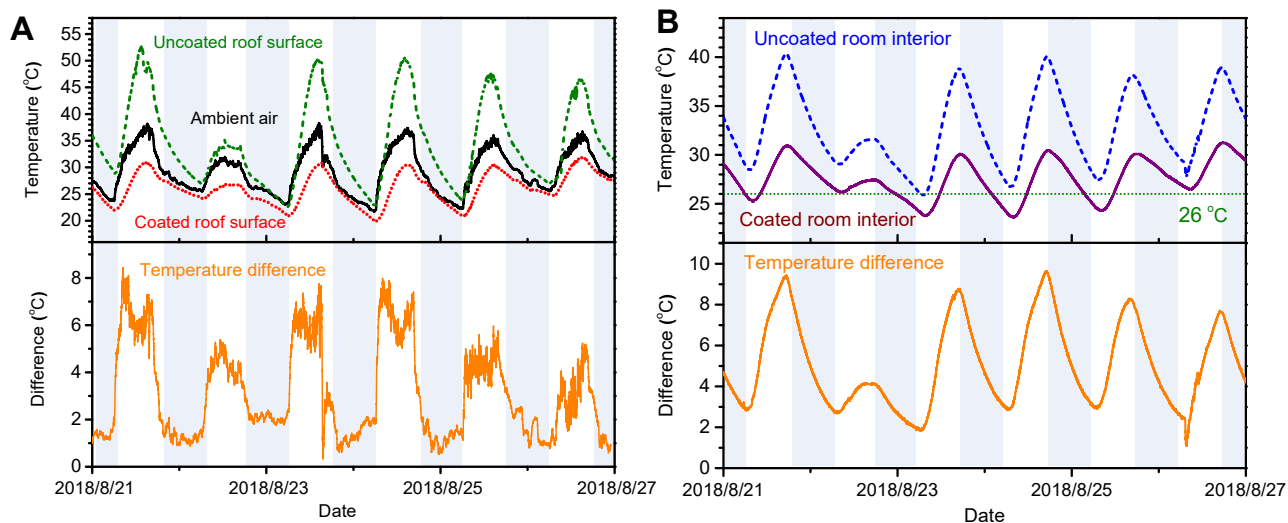 A
Temperature (°C)
55
50
45
40
35
30
25
20
Uncoated roof surface
Ambient air
Coated roof surface
Difference (°C)
8
6
4
2
0
Temperature difference
2018/8/21
2018/8/23
2018/8/25
2018/8/27
Date
B
Temperature (°C)
40
35
30
25
Uncoated room interior
Coated room interior
26 °C
Difference (°C)
10
8
6
4
2
0
Temperature difference
2018/8/21
2018/8/23
2018/8/25
2018/8/27
Date